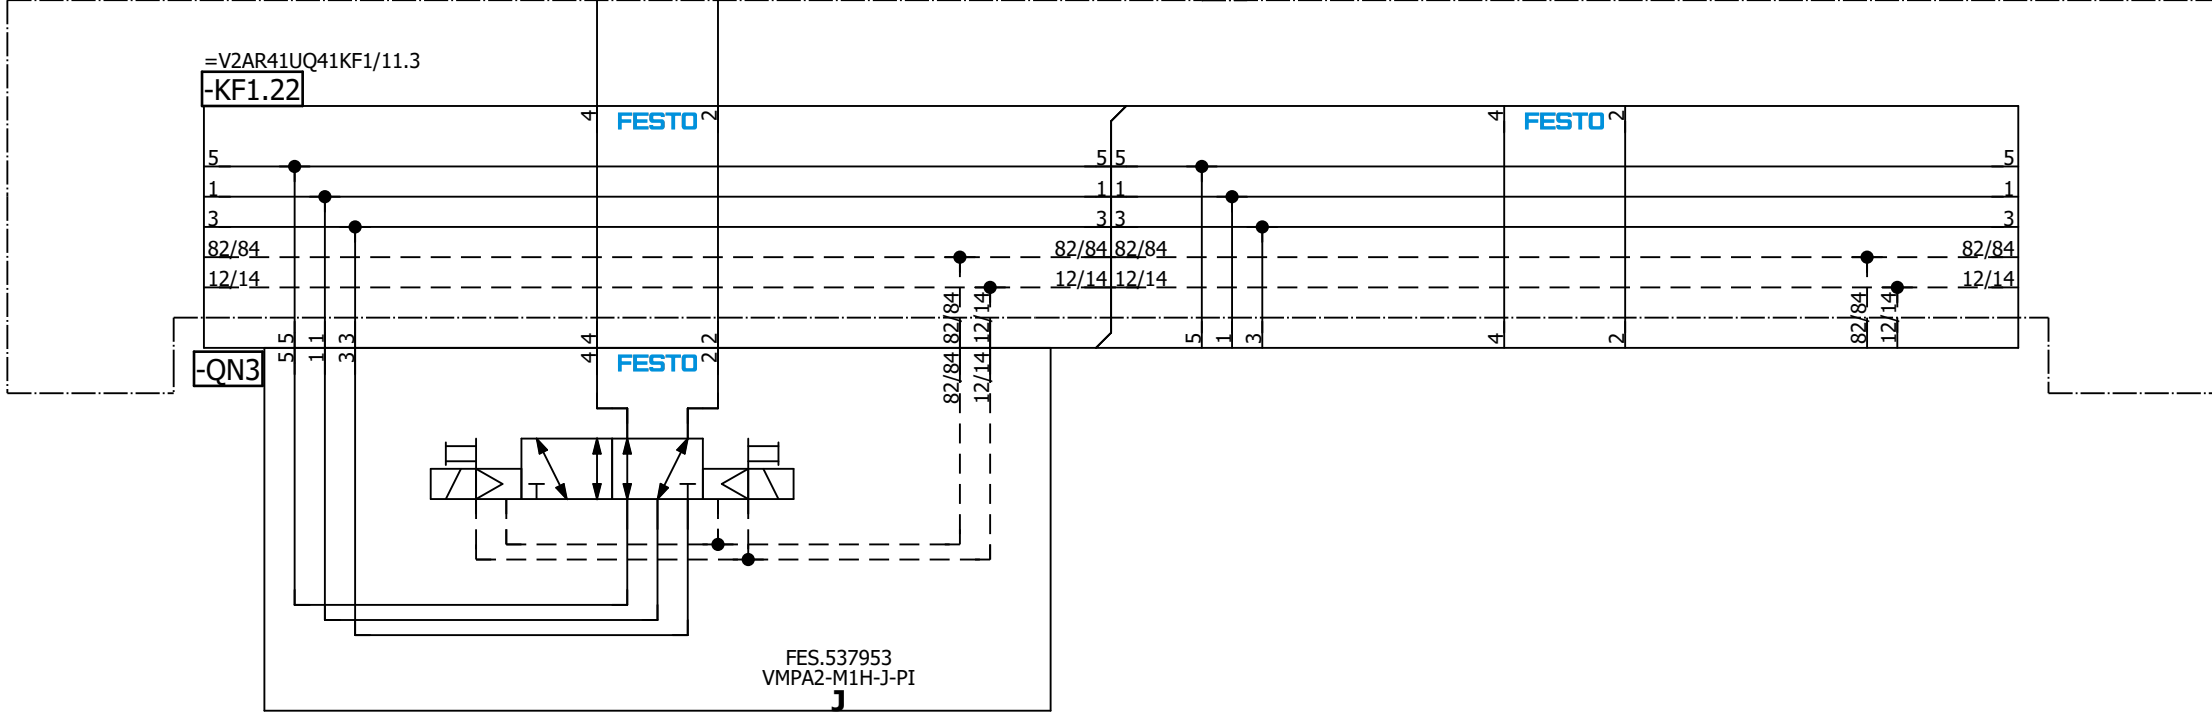 =V2AR41UQ41KF1/11.3
-KF1.22
4 FESTO 2 4 FESTO 2
5 5 5 5
1 1 1 1
3 3 3 3
82/84 82/84 82/84 82/84
12/14 12/14 12/14 12/14
5 1 3 4 2 82/84 12/14 5 1 3 4 2 82/84 12/14
-QN3
5 1 3 4 FESTO 2 82/84 12/14
FES.537953
VMPA2-M1H-J-PI
J